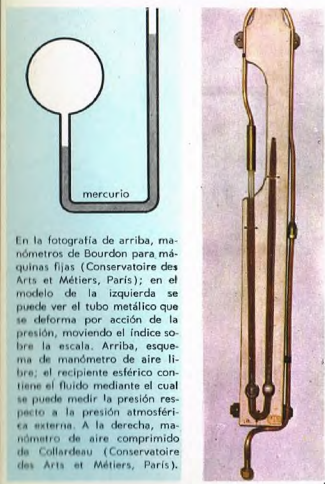 mercurio
En la fotografía de arriba, ma-
nómetros de Bourdon para má-
quinas fijas (Conservatoire des
Arts et Métiers, París); en el
modelo de la izquierda se
puede ver el tubo metálico que
se deforma por acción de la
presión, moviendo el índice so-
bre la escala. Arriba, esque-
ma de manómetro de aire li-
bre; el recipiente esférico con-
tiene el fluido mediante el cual
se puede medir la presión res-
pecto a la presión atmosféri-
ca externa. A la derecha, ma-
nómetro de aire comprimido
de Collardeau (Conservatoire
des Arts et Métiers, París).